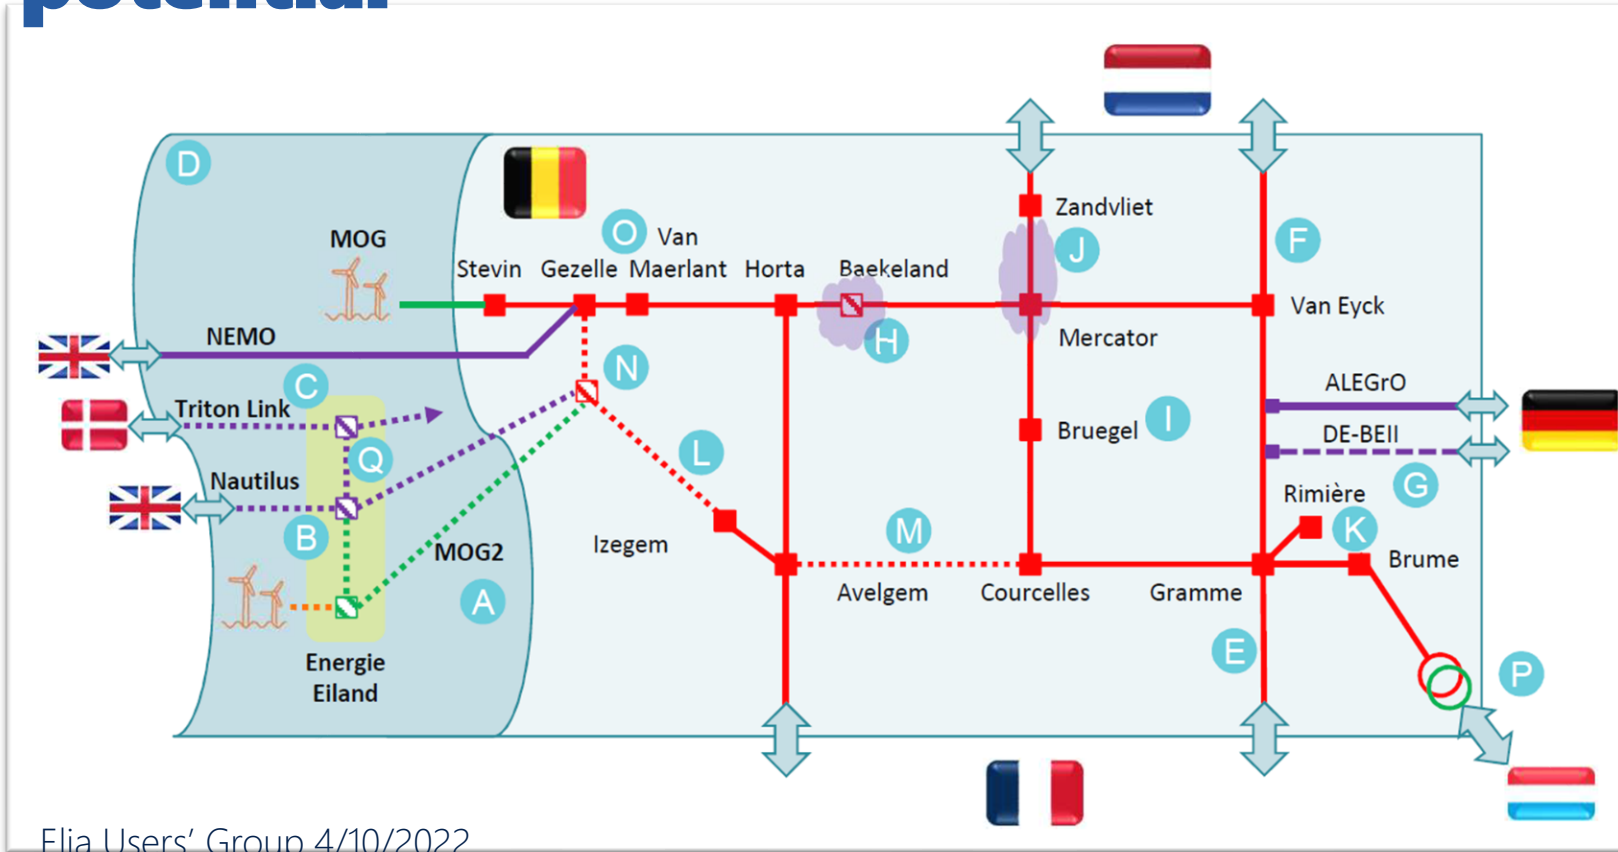 potential
D
MOG
O
Van
Stevin
Gezelle
Maerlant
Horta
Baekeland
Zandvliet
J
F
NEMO
H
Mercator
Van Eyck
C
Triton Link
N
ALEGrO
Q
L
Bruegel
I
DE-BEII
Nautilus
G
Rimière
B
MOG2
Izegem
M
K
Brume
A
Avelgem
Courcelles
Gramme
Energie
Eiland
E
P
Elia Users' Group 4/10/2022